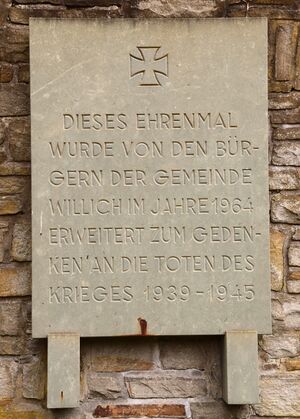 DIESES EHRENMAL
WURDE VON DEN BÜR-
GERN DER GEMEINDE
WILLICH IM JAHRE 1964
ERWEITERT ZUM GEDEN-
KEN AN DIE TOTEN DES
KRIEGES 1939-1945